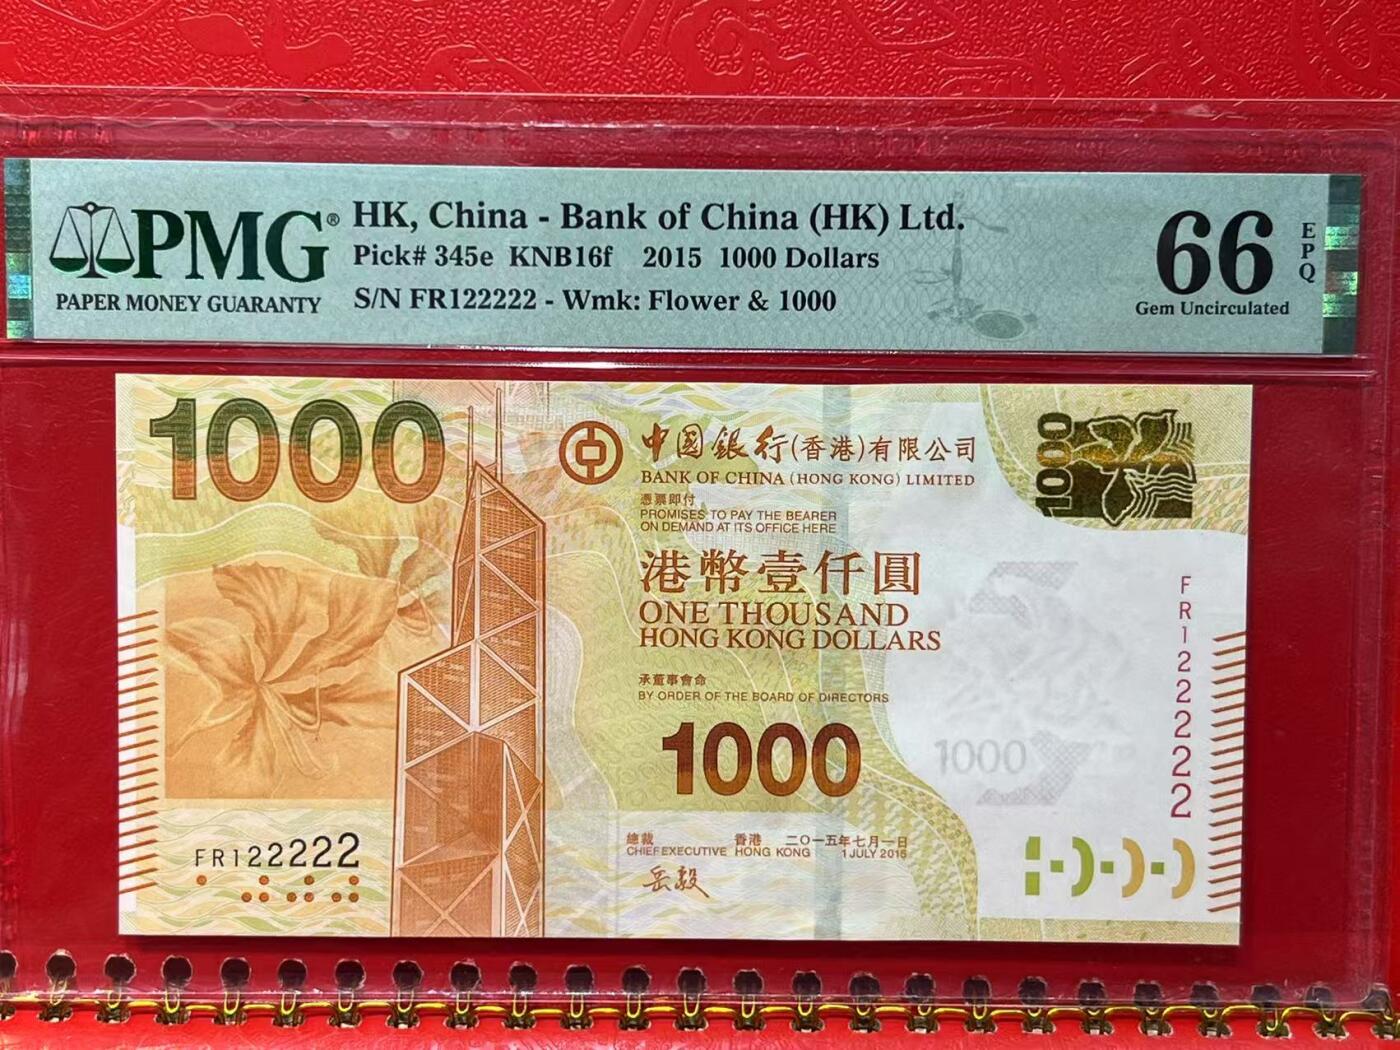 PMG®
PAPER MONEY GUARANTY
HK, China - Bank of China (HK) Ltd.
Pick# 345e KNB16f 2015 1000 Dollars
S/N FR122222 - Wmk: Flower & 1000
66
EPQ
Gem Uncirculated
1000
中國銀行(香港)有限公司
BANK OF CHINA (HONG KONG) LIMITED
憑票即付
PROMISES TO PAY THE BEARER
ON DEMAND AT ITS OFFICE HERE
港幣壹仟圓
ONE THOUSAND
HONG KONG DOLLARS
承董事會命
BY ORDER OF THE BOARD OF DIRECTORS
1000
總裁 香港 二〇一五年七月一日
CHIEF EXECUTIVE HONG KONG 1 JULY 2015
岳毅
FR122222
1000
1000
FR122222